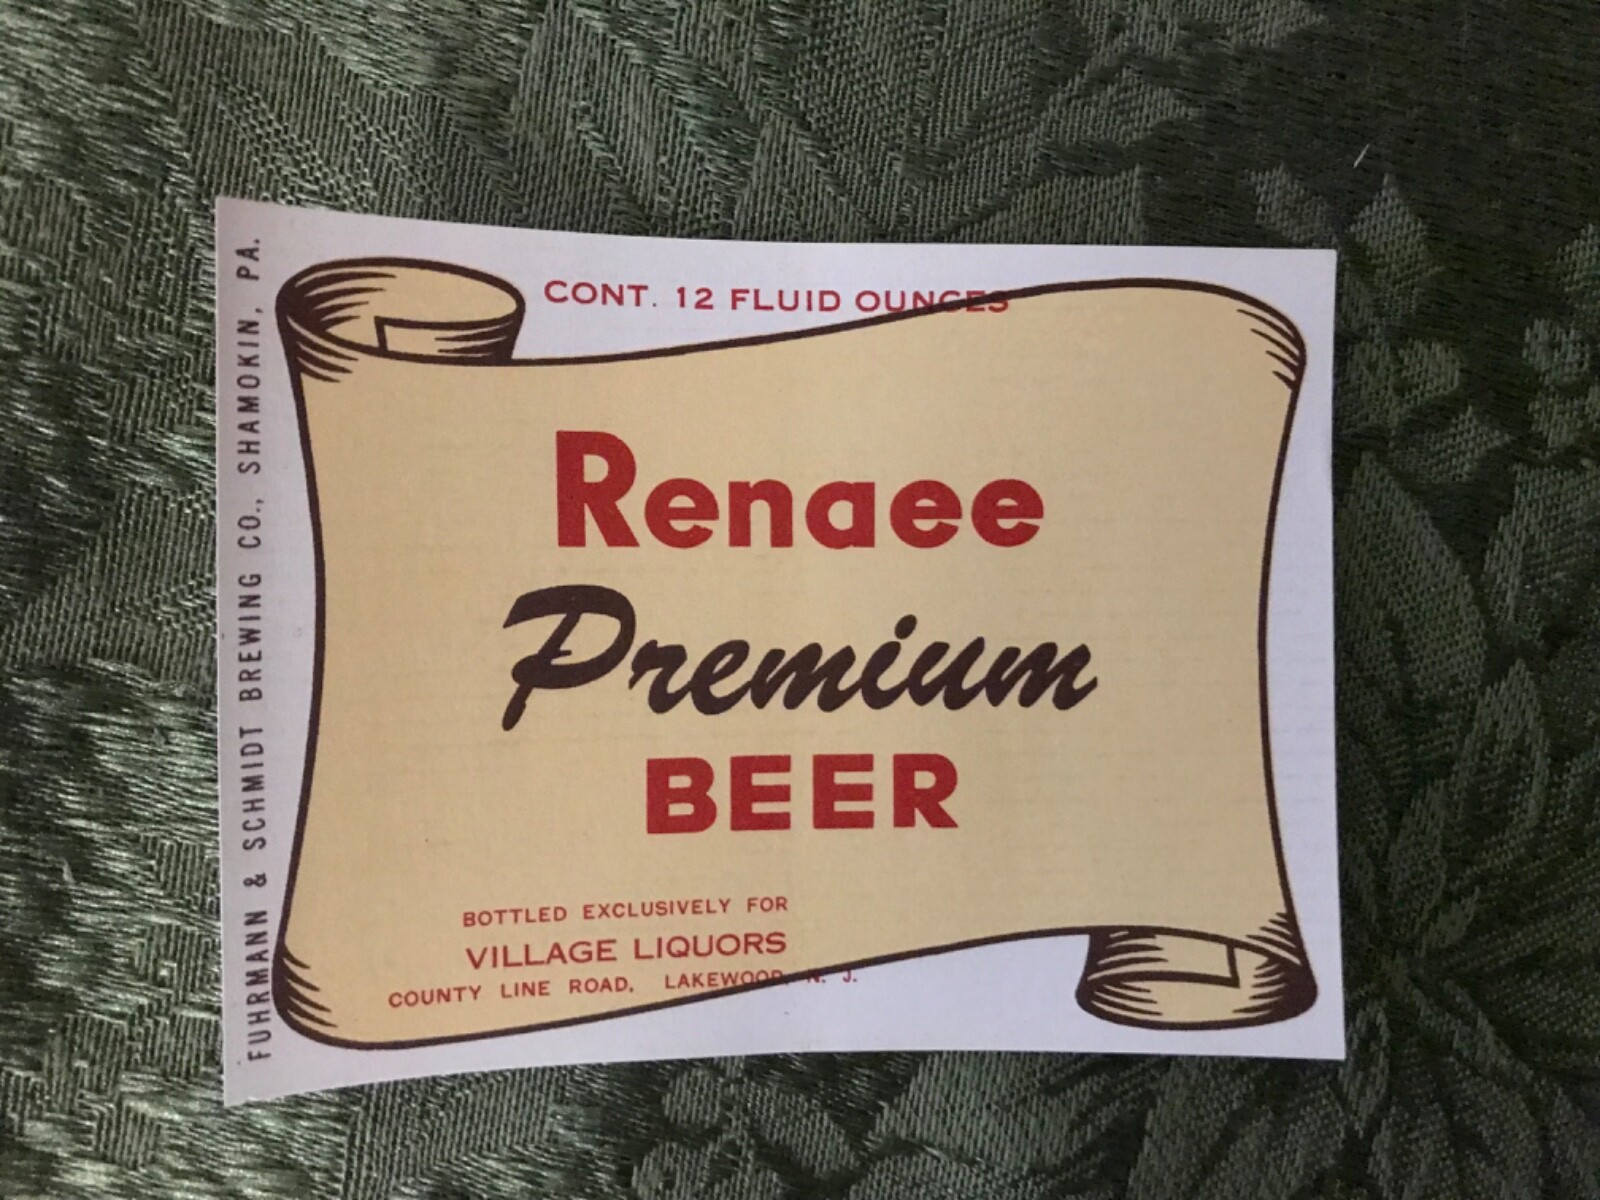 CONT. 12 FLUID OUNCES
Renaee
Premium
BEER
BOTTLED EXCLUSIVELY FOR
VILLAGE LIQUORS
COUNTY LINE ROAD, LAKEWOOD, N. J.
FUHRMANN & SCHMIDT BREWING CO., SHAMOKIN, PA.